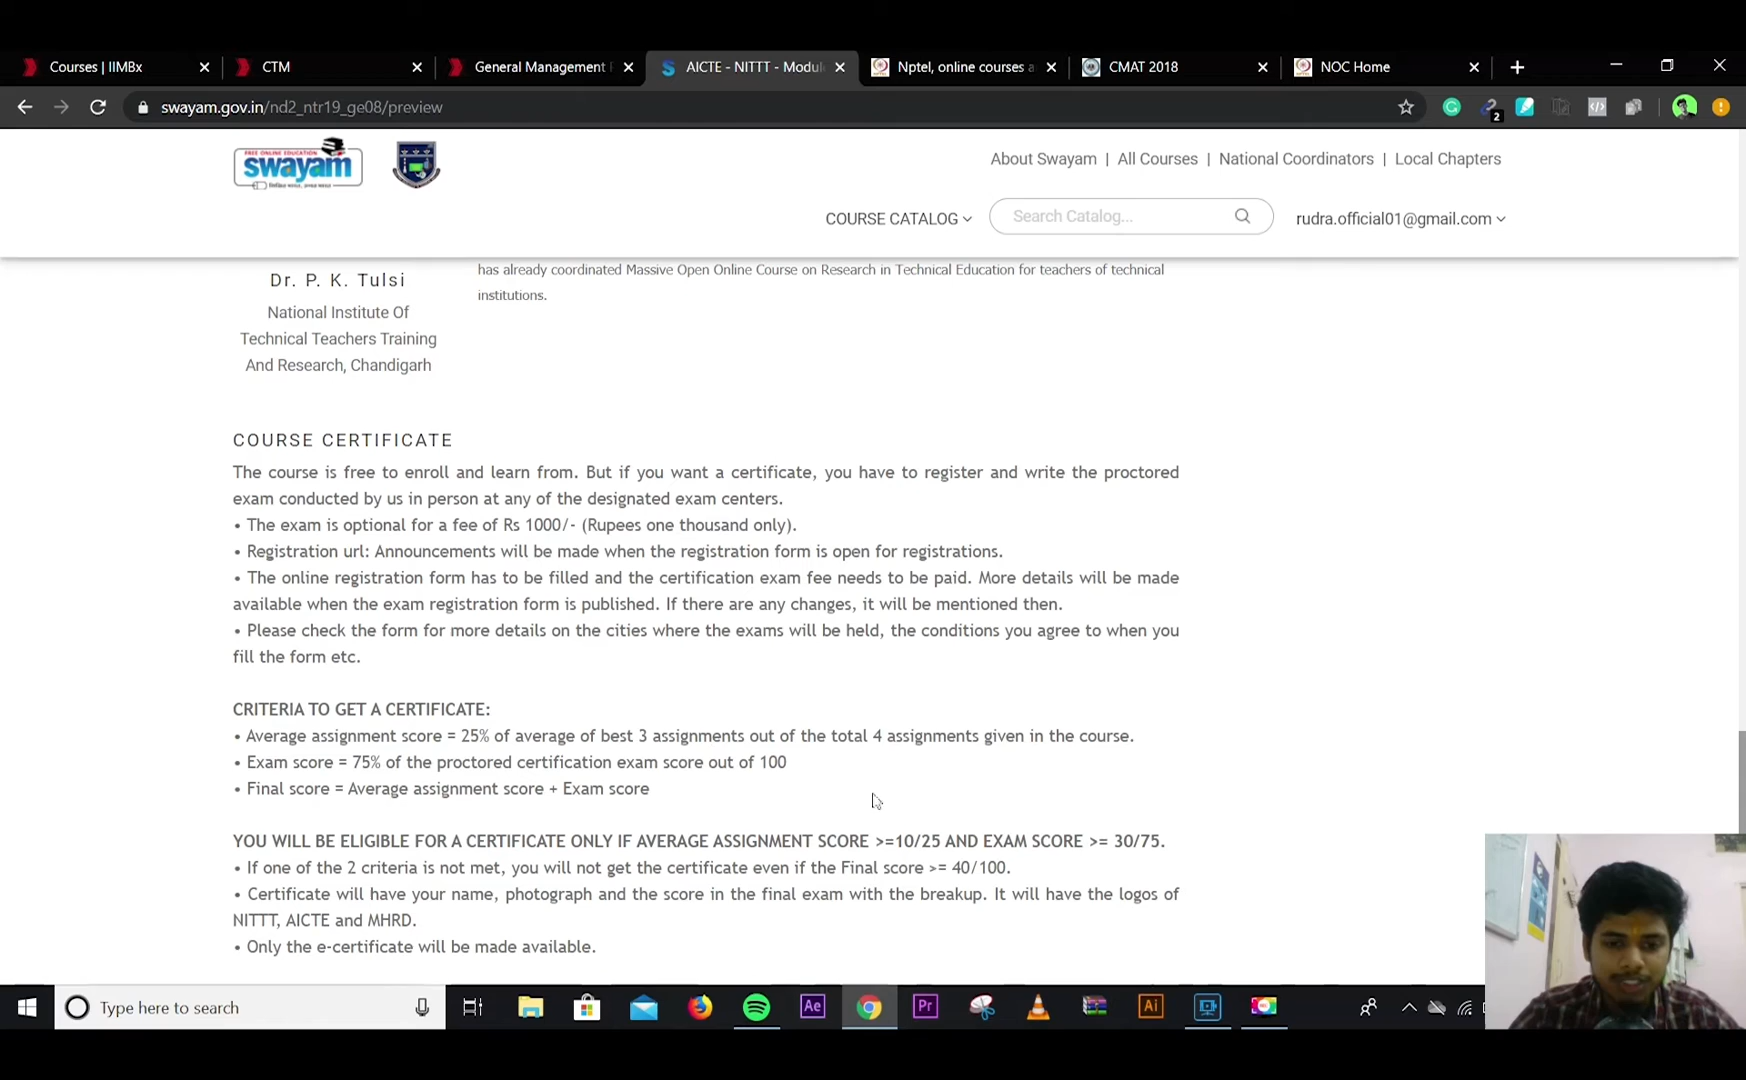 Courses | IIMBx
CTM
General Management
AICTE - NITTT - Modul
Nptel, online courses a
CMAT 2018
NOC Home
swayam.gov.in/nd2_ntr19_ge08/preview
2
FREE ONLINE EDUCATION
swayam
About Swayam | All Courses | National Coordinators | Local Chapters
COURSE CATALOG
Search Catalog...
rudra.official01@gmail.com
has already coordinated Massive Open Online Course on Research in Technical Education for teachers of technical
institutions.
Dr. P. K. Tulsi
National Institute Of
Technical Teachers Training
And Research, Chandigarh
COURSE CERTIFICATE
The course is free to enroll and learn from. But if you want a certificate, you have to register and write the proctored
exam conducted by us in person at any of the designated exam centers.
• The exam is optional for a fee of Rs 1000/- (Rupees one thousand only).
• Registration url: Announcements will be made when the registration form is open for registrations.
• The online registration form has to be filled and the certification exam fee needs to be paid. More details will be made
available when the exam registration form is published. If there are any changes, it will be mentioned then.
• Please check the form for more details on the cities where the exams will be held, the conditions you agree to when you
fill the form etc.
CRITERIA TO GET A CERTIFICATE:
• Average assignment score = 25% of average of best 3 assignments out of the total 4 assignments given in the course.
• Exam score = 75% of the proctored certification exam score out of 100
• Final score = Average assignment score + Exam score
YOU WILL BE ELIGIBLE FOR A CERTIFICATE ONLY IF AVERAGE ASSIGNMENT SCORE >=10/25 AND EXAM SCORE >= 30/75.
• If one of the 2 criteria is not met, you will not get the certificate even if the Final score >= 40/100.
• Certificate will have your name, photograph and the score in the final exam with the breakup. It will have the logos of
NITTT, AICTE and MHRD.
• Only the e-certificate will be made available.
Type here to search
Ae
Pr
Ai